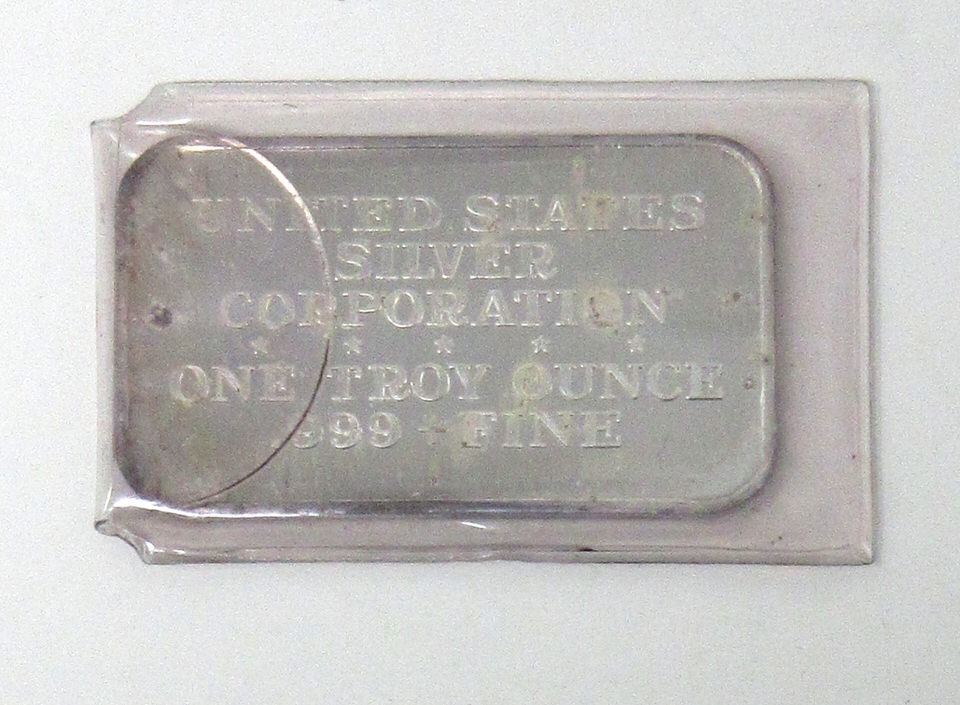 UNITED STATES
SILVER
CORPORATION
★ ★ ★ ★ ★
ONE TROY OUNCE
.999 + FINE